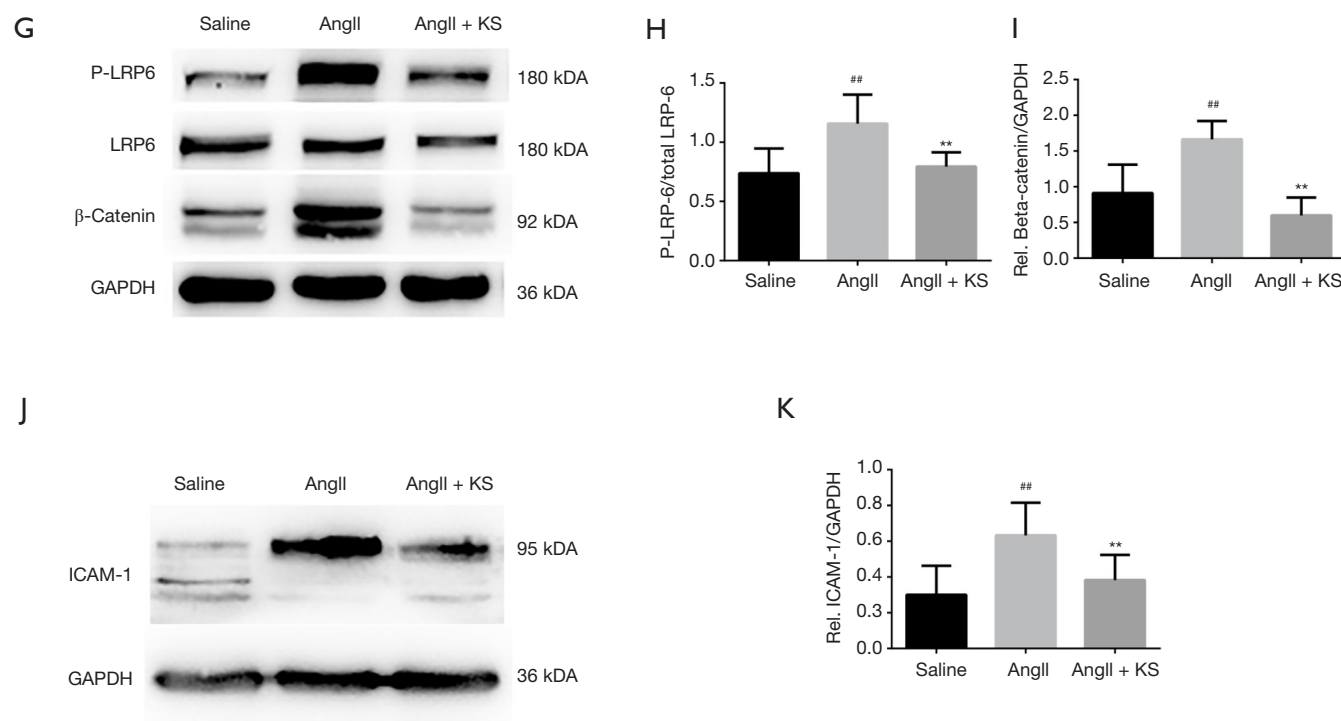 G
Saline AngII AngII + KS
P-LRP6 180 kDA
LRP6 180 kDA
β-Catenin 92 kDA
GAPDH 36 kDA
H
P-LRP-6/total LRP-6
1.5
1.0
0.5
0.0
##
**
Saline AngII AngII + KS
I
Rel. Beta-catenin/GAPDH
2.5
2.0
1.5
1.0
0.5
0.0
##
**
Saline AngII AngII + KS
J
Saline AngII AngII + KS
ICAM-1 95 kDA
GAPDH 36 kDA
K
Rel. ICAM-1/GAPDH
1.0
0.8
0.6
0.4
0.3
0.0
##
**
Saline AngII AngII + KS